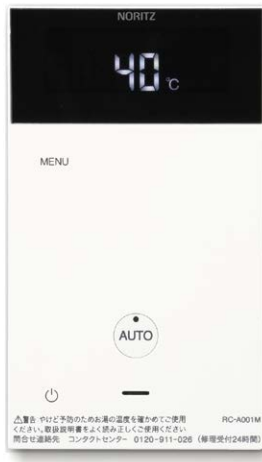 NORITZ
40℃
MENU
AUTO
⚠警告 やけど予防のためお湯の温度を確かめてご使用
ください。取扱説明書をよく読み正しくご使用ください
RC-A001M
問合せ連絡先 コンタクトセンター 0120-911-026 (修理受付24時間)